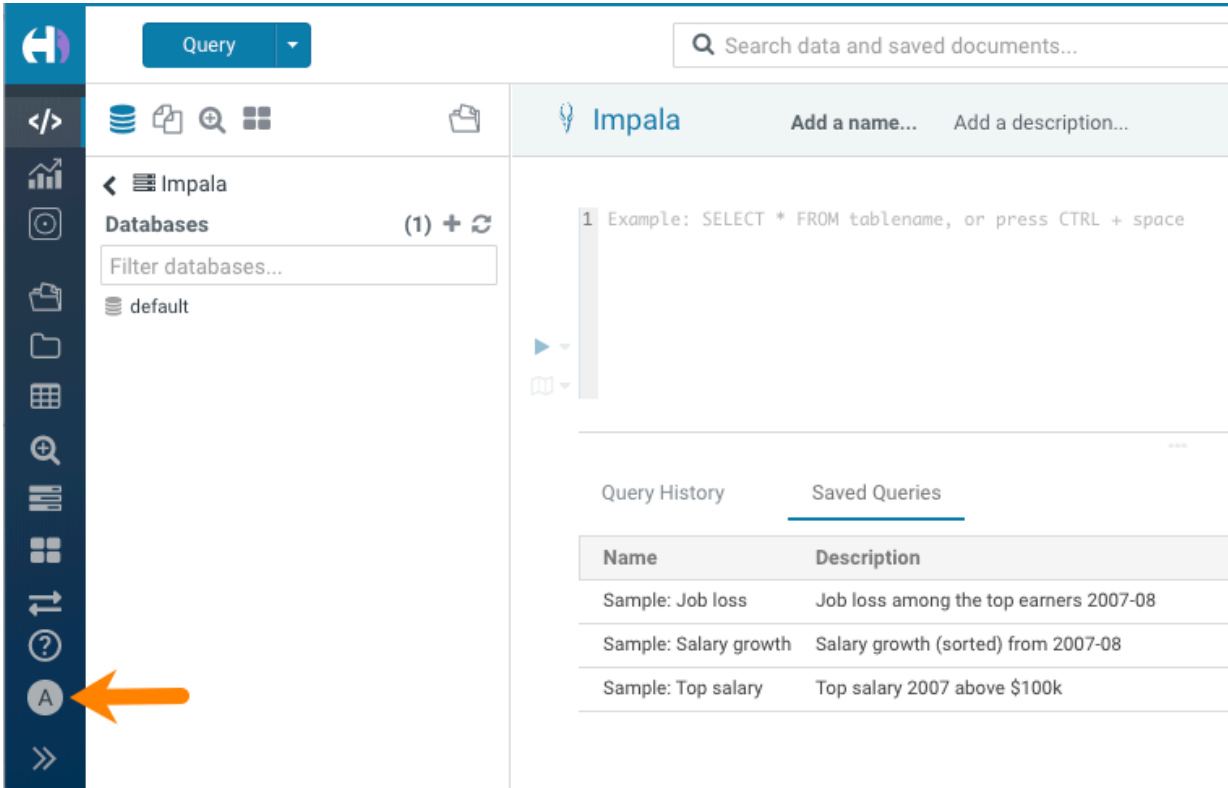 Query
Search data and saved documents...
</>
Impala
Add a name...
Add a description...
Impala
Databases (1)
Filter databases...
default
1 Example: SELECT * FROM tablename, or press CTRL + space
Query History
Saved Queries
Name Description
Sample: Job loss Job loss among the top earners 2007-08
Sample: Salary growth Salary growth (sorted) from 2007-08
Sample: Top salary Top salary 2007 above $100k
?
A